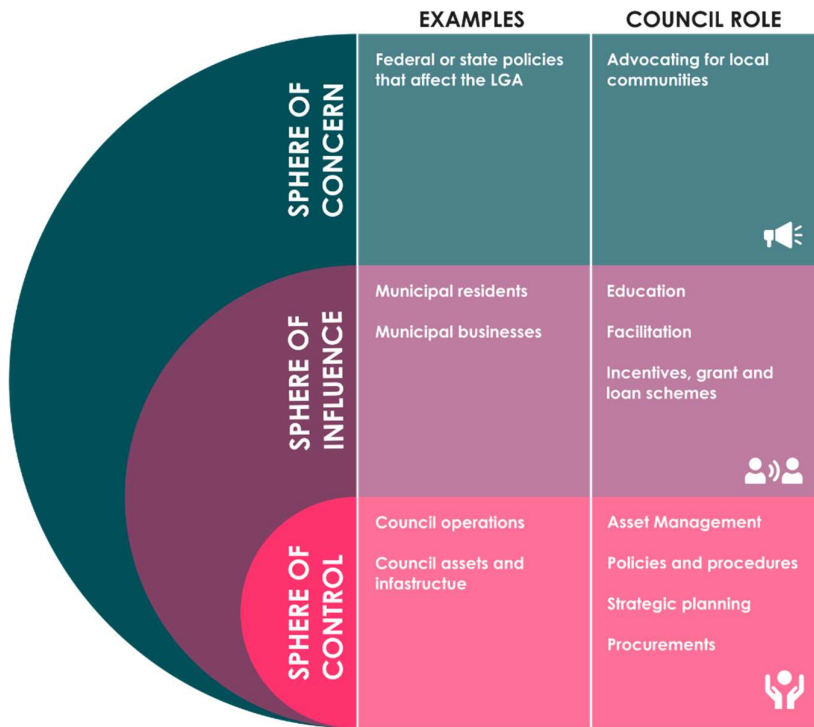 EXAMPLES
COUNCIL ROLE
SPHERE OF
CONCERN
Federal or state policies
that affect the LGA
Advocating for local
communities
SPHERE OF
INFLUENCE
Municipal residents
Municipal businesses
Education
Facilitation
Incentives, grant and
loan schemes
SPHERE OF
CONTROL
Council operations
Council assets and
infastructue
Asset Management
Policies and procedures
Strategic planning
Procurements